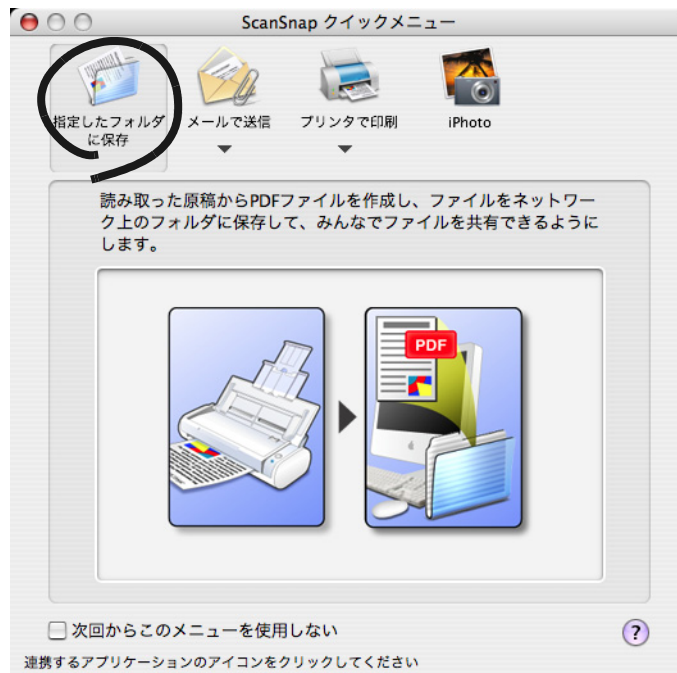 ScanSnap クイックメニュー
指定したフォルダ
に保存
メールで送信
プリンタで印刷
iPhoto
読み取った原稿からPDFファイルを作成し、ファイルをネットワー
ク上のフォルダに保存して、みんなでファイルを共有できるように
します。
PDF
次回からこのメニューを使用しない
?
連携するアプリケーションのアイコンをクリックしてください